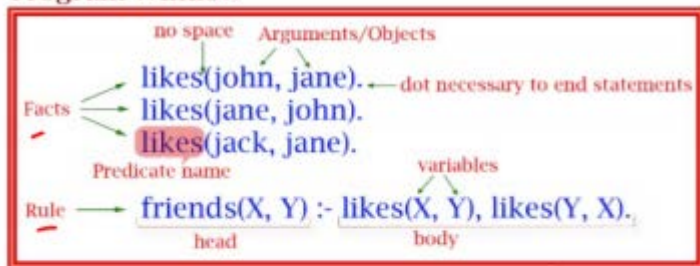 no space Arguments/Objects
likes(john, jane). dot necessary to end statements
Facts likes(jane, john).
likes(jack, jane).
Predicate name variables
Rule friends(X, Y) :- likes(X, Y), likes(Y, X).
head body